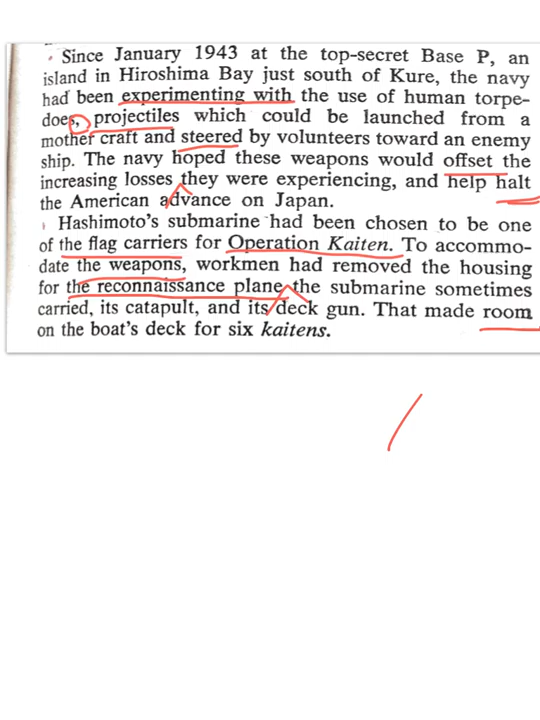 Since January 1943 at the top-secret Base P, an
island in Hiroshima Bay just south of Kure, the navy
had been experimenting with the use of human torpe-
does, projectiles which could be launched from a
mother craft and steered by volunteers toward an enemy
ship. The navy hoped these weapons would offset the
increasing losses they were experiencing, and help halt
the American advance on Japan.
Hashimoto's submarine had been chosen to be one
of the flag carriers for Operation Kaiten. To accommo-
date the weapons, workmen had removed the housing
for the reconnaissance plane the submarine sometimes
carried, its catapult, and its deck gun. That made room
on the boat's deck for six kaitens.